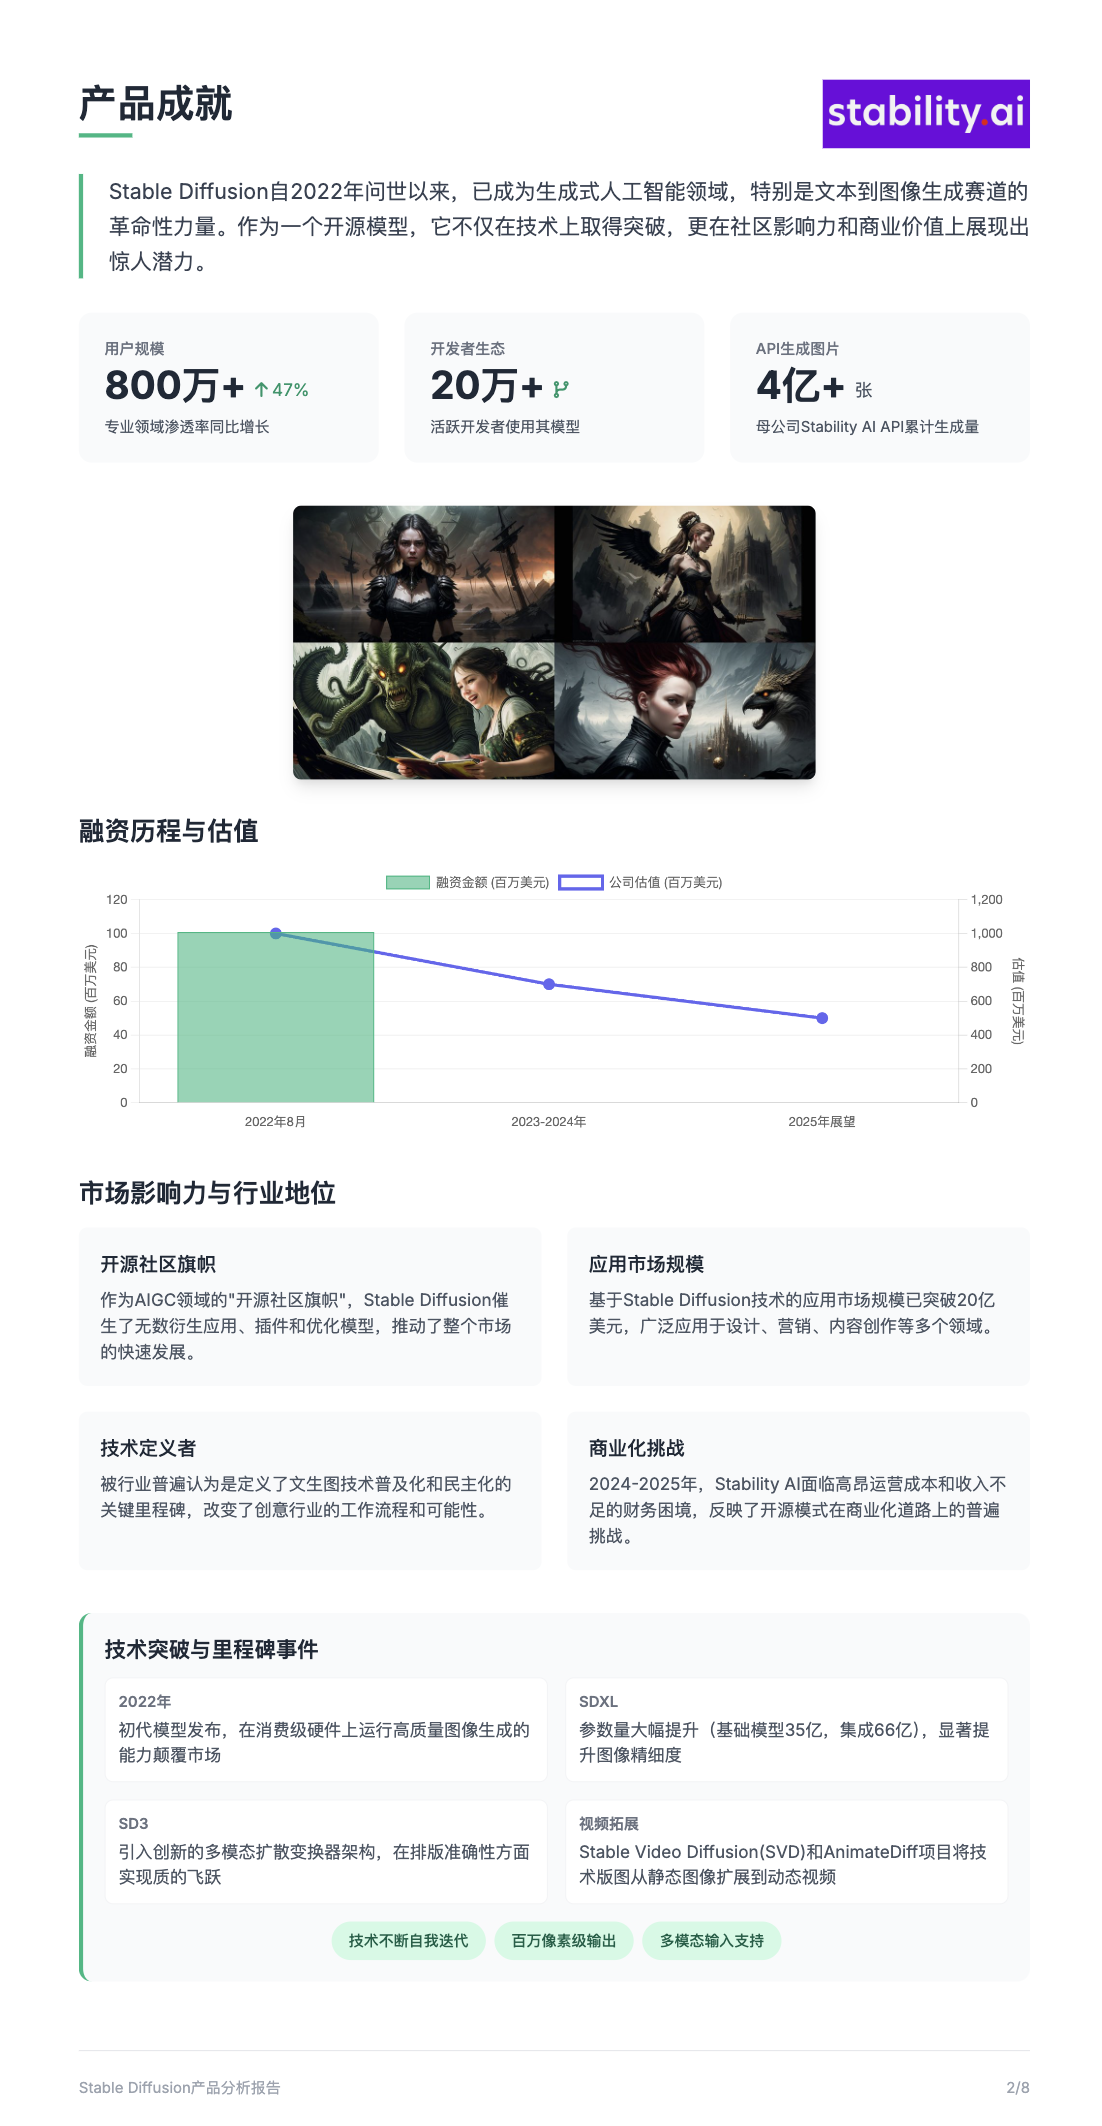 产品成就
stability.ai
Stable Diffusion自2022年问世以来，已成为生成式人工智能领域，特别是文本到图像生成赛道的
革命性力量。作为一个开源模型，它不仅在技术上取得突破，更在社区影响力和商业价值上展现出
惊人潜力。
用户规模
800万+ 47%
专业领域渗透率同比增长
开发者生态
20万+
活跃开发者使用其模型
API生成图片
4亿+ 张
母公司Stability AI API累计生成量
融资历程与估值
融资金额 (百万美元) 公司估值 (百万美元)
融资金额 (百万美元)
120
100
80
60
40
20
0
1,200
1,000
800
600
400
200
0
估值 (百万美元)
2022年8月 2023-2024年 2025年展望
市场影响力与行业地位
开源社区旗帜
作为AIGC领域的"开源社区旗帜"，Stable Diffusion催
生了无数衍生应用、插件和优化模型，推动了整个市场
的快速发展。
应用市场规模
基于Stable Diffusion技术的应用市场规模已突破20亿
美元，广泛应用于设计、营销、内容创作等多个领域。
技术定义者
被行业普遍认为是定义了文生图技术普及化和民主化的
关键里程碑，改变了创意行业的工作流程和可能性。
商业化挑战
2024-2025年，Stability AI面临高昂运营成本和收入不
足的财务困境，反映了开源模式在商业化道路上的普遍
挑战。
技术突破与里程碑事件
2022年
初代模型发布，在消费级硬件上运行高质量图像生成的
能力颠覆市场
SDXL
参数量大幅提升（基础模型35亿，集成66亿），显著提
升图像精细度
SD3
引入创新的多模态扩散变换器架构，在排版准确性方面
实现质的飞跃
视频拓展
Stable Video Diffusion(SVD)和AnimateDiff项目将技
术版图从静态图像扩展到动态视频
技术不断自我迭代 百万像素级输出 多模态输入支持
Stable Diffusion产品分析报告 2/8